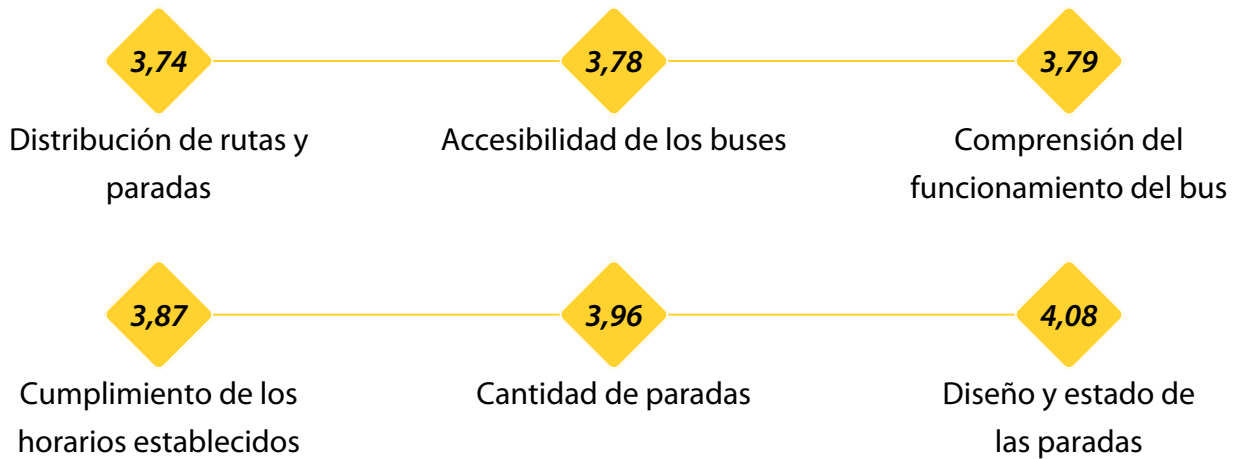 3,74
3,78
3,79
Distribución de rutas y
paradas
Accesibilidad de los buses
Comprensión del
funcionamiento del bus
3,87
3,96
4,08
Cumplimiento de los
horarios establecidos
Cantidad de paradas
Diseño y estado de
las paradas